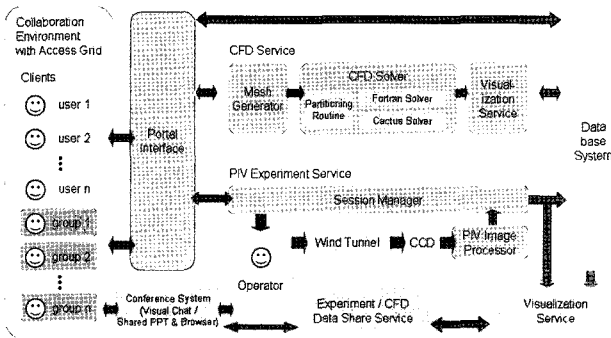 Collaboration
Environment
with Access Grid
Clients
user 1
user 2
user n
group 1
group 2
group n
Portal
Interface
CFD Service
Mesh
Generator
CFD Solver
Partitioning
Routine
Fortran Solver
Cactus Solver
Visual-
ization
Service
Data
base
System
PIV Experiment Service
Session Manager
Operator
Wind Tunnel
CCD
PIV Image
Processor
Conference System
(Visual Chat /
Shared PPT & Browser)
Experiment / CFD
Data Share Service
Visualization
Service